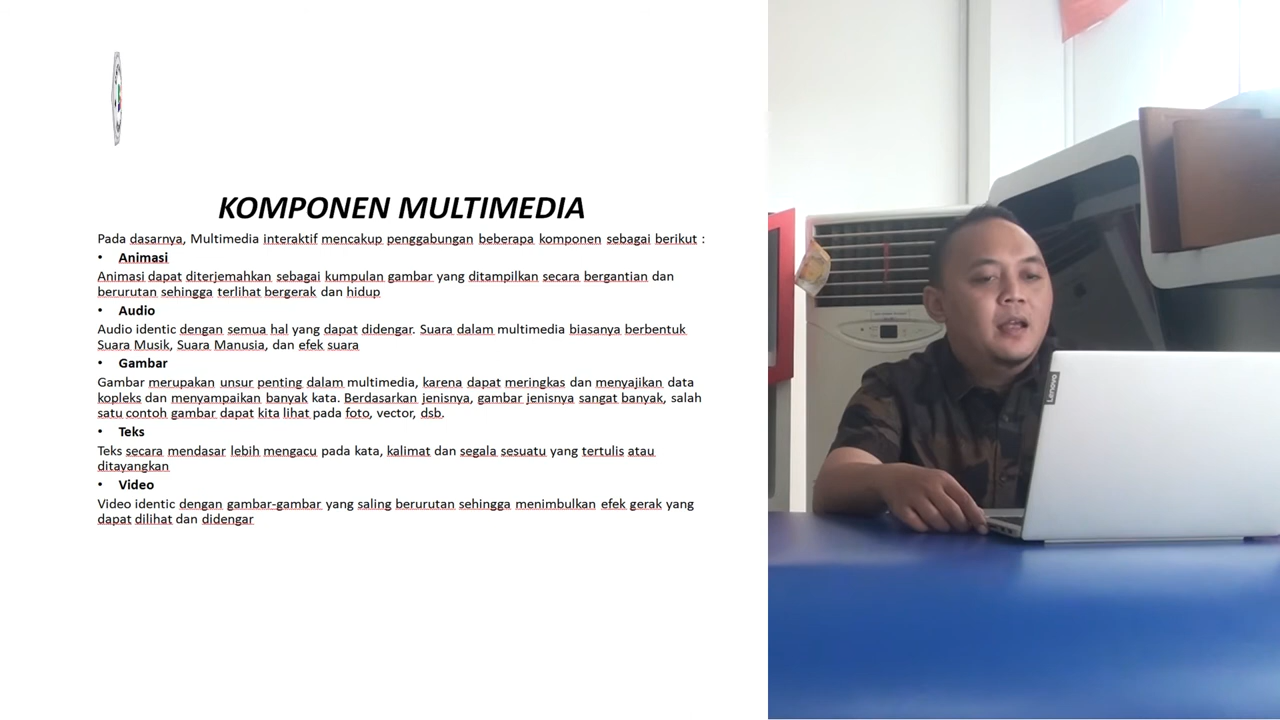 KOMPONEN MULTIMEDIA
Pada dasarnya, Multimedia interaktif mencakup penggabungan beberapa komponen sebagai berikut :
• Animasi
Animasi dapat diterjemahkan sebagai kumpulan gambar yang ditampilkan secara bergantian dan
berurutan sehingga terlihat bergerak dan hidup
• Audio
Audio identic dengan semua hal yang dapat didengar. Suara dalam multimedia biasanya berbentuk
Suara Musik, Suara Manusia, dan efek suara
• Gambar
Gambar merupakan unsur penting dalam multimedia, karena dapat meringkas dan menyajikan data
kopleks dan menyampaikan banyak kata. Berdasarkan jenisnya, gambar jenisnya sangat banyak, salah
satu contoh gambar dapat kita lihat pada foto, vector, dsb.
• Teks
Teks secara mendasar lebih mengacu pada kata, kalimat dan segala sesuatu yang tertulis atau
ditayangkan
• Video
Video identic dengan gambar-gambar yang saling berurutan sehingga menimbulkan efek gerak yang
dapat dilihat dan didengar
Lenovo